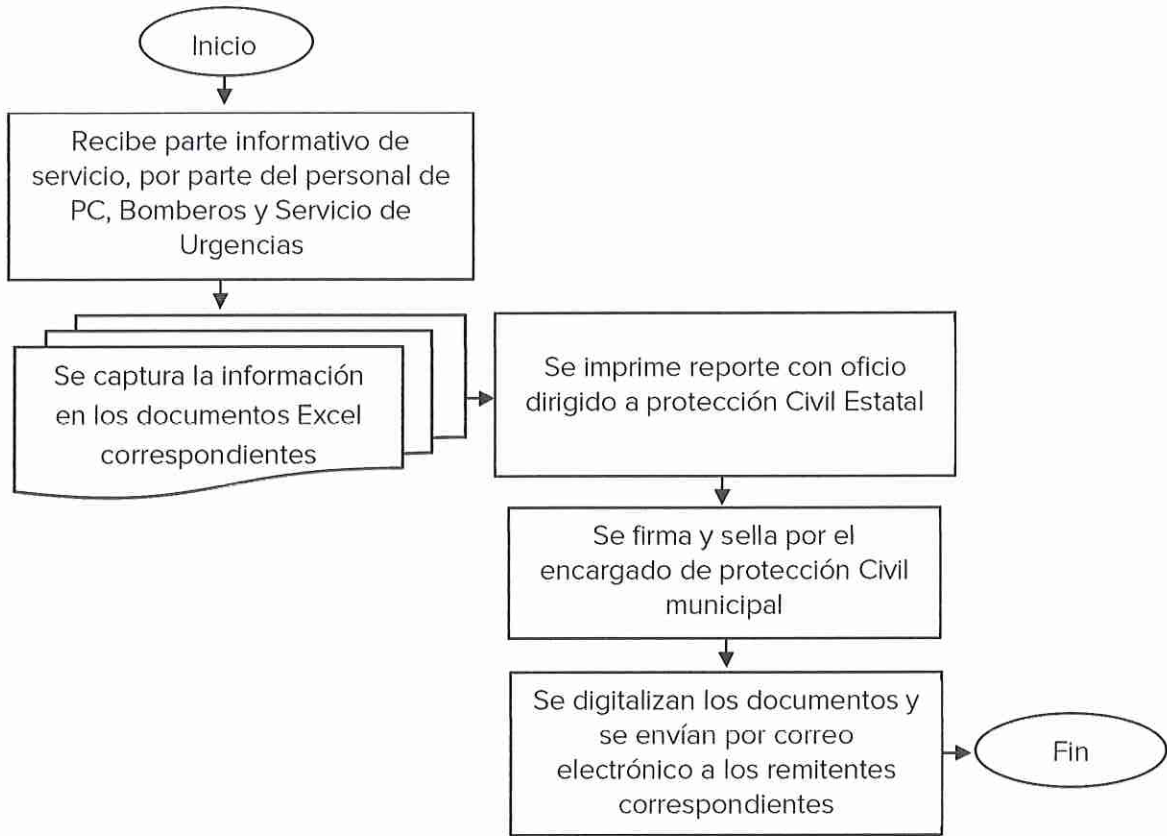 Inicio
Recibe parte informativo de
servicio, por parte del personal de
PC, Bomberos y Servicio de
Urgencias
Se captura la información
en los documentos Excel
correspondientes
Se imprime reporte con oficio
dirigido a protección Civil Estatal
Se firma y sella por el
encargado de protección Civil
municipal
Se digitalizan los documentos y
se envían por correo
electrónico a los remitentes
correspondientes
Fin